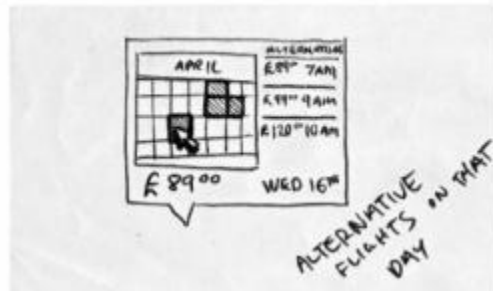 APRIL
ALTERNATIVE
£89⁰⁰ 7AM
£99⁰⁰ 9AM
£120⁰⁰ 10AM
£89⁰⁰
WED 16TH
ALTERNATIVE
FLIGHTS ON THAT
DAY